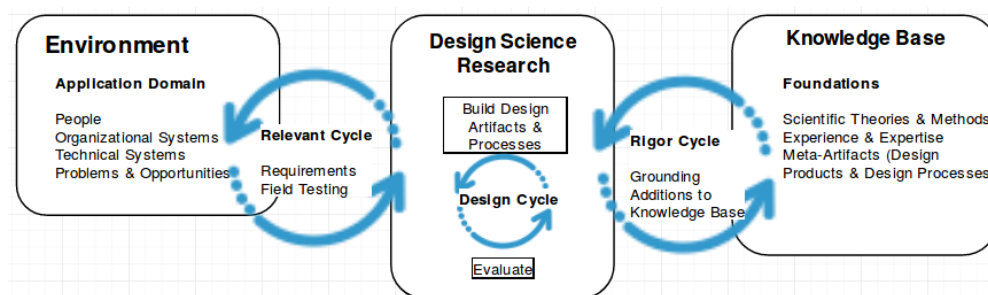 Environment
Application Domain
People
Organizational Systems
Technical Systems
Problems & Opportunities
Relevant Cycle
Requirements
Field Testing
Design Science
Research
Build Design
Artifacts &
Processes
Design Cycle
Evaluate
Rigor Cycle
Grounding
Additions to
Knowledge Base
Knowledge Base
Foundations
Scientific Theories & Methods
Experience & Expertise
Meta-Artifacts (Design
Products & Design Processes